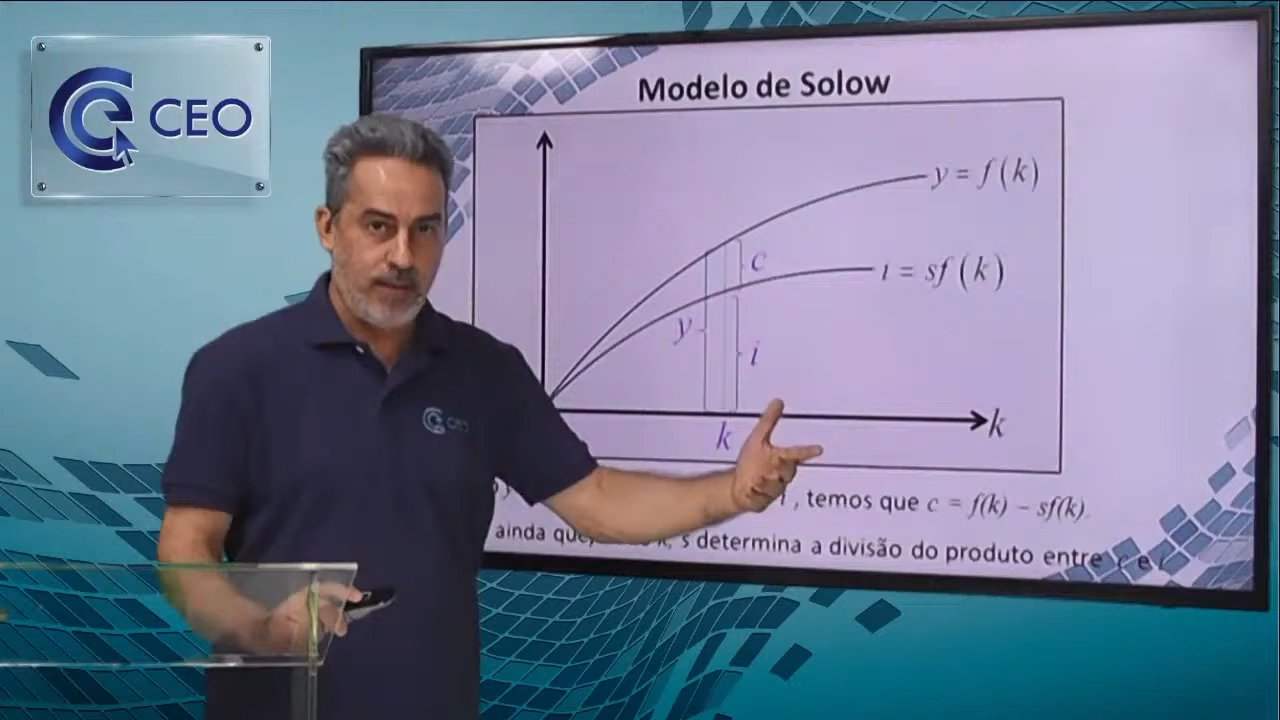 CEO
Modelo de Solow
y = f(k)
c
i = sf(k)
y
i
k
k
, temos que c = f(k) – sf(k).
CEO
ainda que, k, s determina a divisão do produto entre c e i